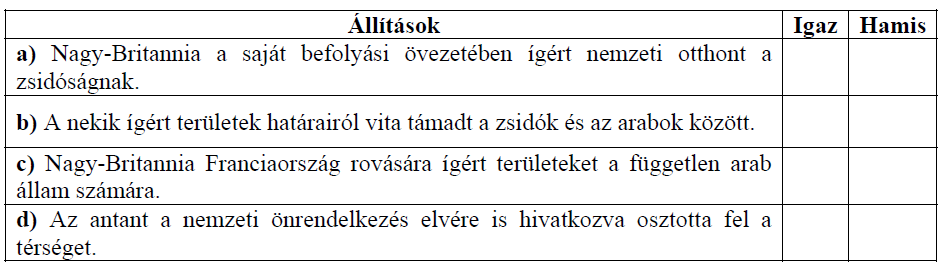 Állítások Igaz Hamis
a) Nagy-Britannia a saját befolyási övezetében ígért nemzeti otthont a
zsidóságnak.
b) A nekik ígért területek határairól vita támadt a zsidók és az arabok között.
c) Nagy-Britannia Franciaország rovására ígért területeket a független arab
állam számára.
d) Az antant a nemzeti önrendelkezés elvére is hivatkozva osztotta fel a
térséget.